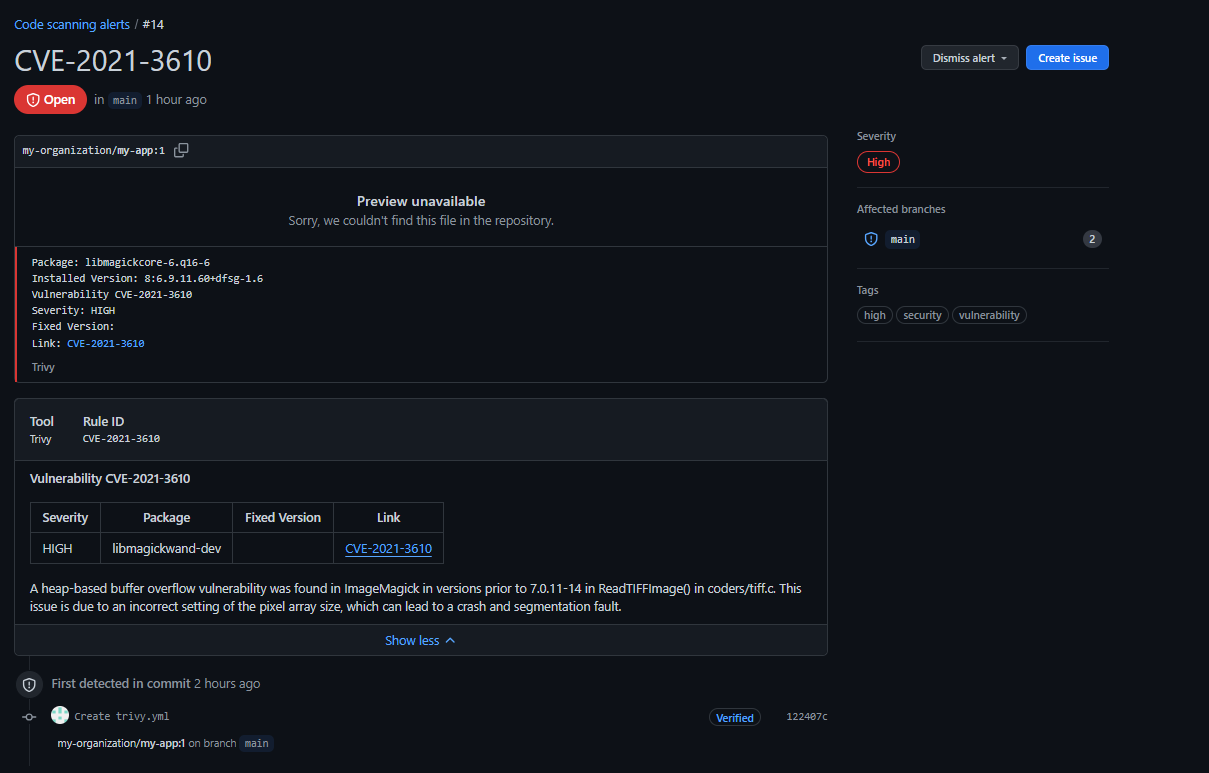 Code scanning alerts / #14
CVE-2021-3610
Dismiss alert
Create issue
Open in main 1 hour ago
my-organization/my-app:1
Preview unavailable
Sorry, we couldn't find this file in the repository.
Package: libmagickcore-6.q16-6
Installed Version: 8:6.9.11.60+dfsg-1.6
Vulnerability CVE-2021-3610
Severity: HIGH
Fixed Version:
Link: CVE-2021-3610
Trivy
Severity
High
Affected branches
main 2
Tags
high security vulnerability
Tool Rule ID
Trivy CVE-2021-3610
Vulnerability CVE-2021-3610
Severity Package Fixed Version Link
HIGH libmagickwand-dev CVE-2021-3610
A heap-based buffer overflow vulnerability was found in ImageMagick in versions prior to 7.0.11-14 in ReadTIFFImage() in coders/tiff.c. This
issue is due to an incorrect setting of the pixel array size, which can lead to a crash and segmentation fault.
Show less
First detected in commit 2 hours ago
Create trivy.yml Verified 122407c
my-organization/my-app:1 on branch main